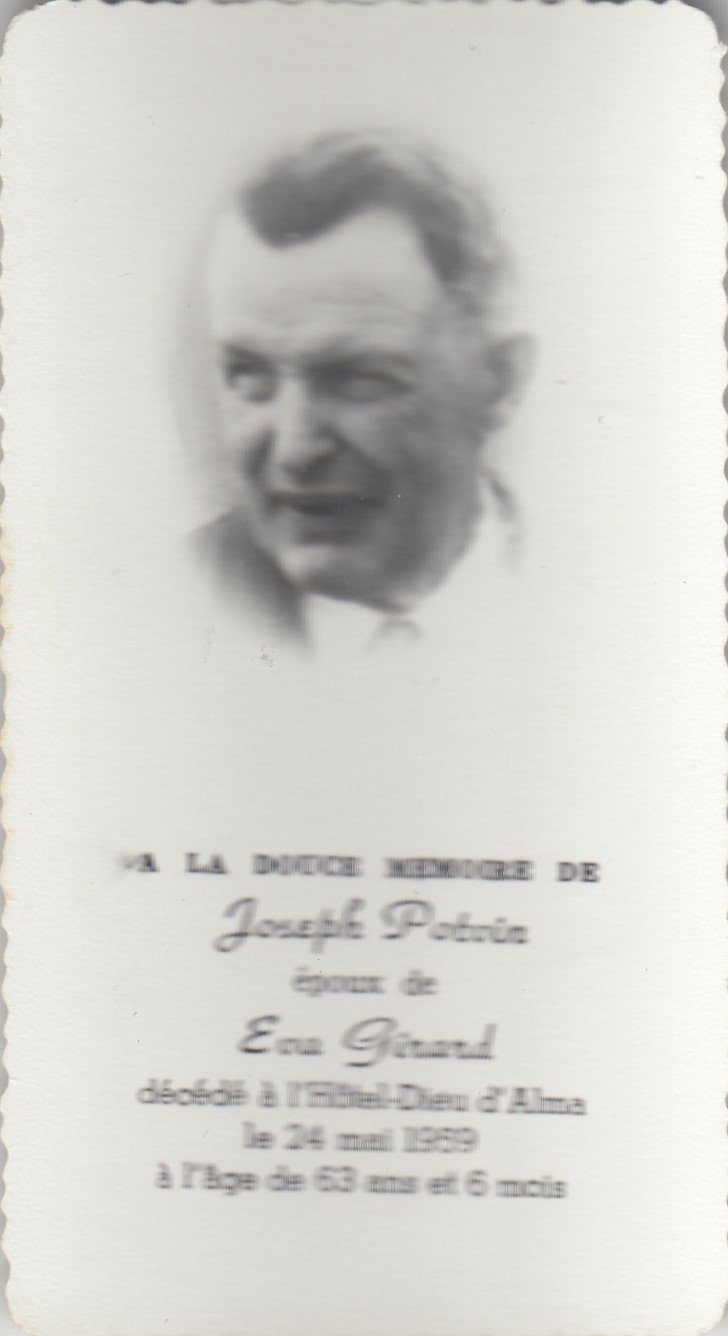 A LA DOUCE MEMOIRE DE
Joseph Potvin
époux de
Eva Girard
décédé à l'Hôtel-Dieu d'Alma
le 24 mai
à l'âge de 63 ans et 6 mois